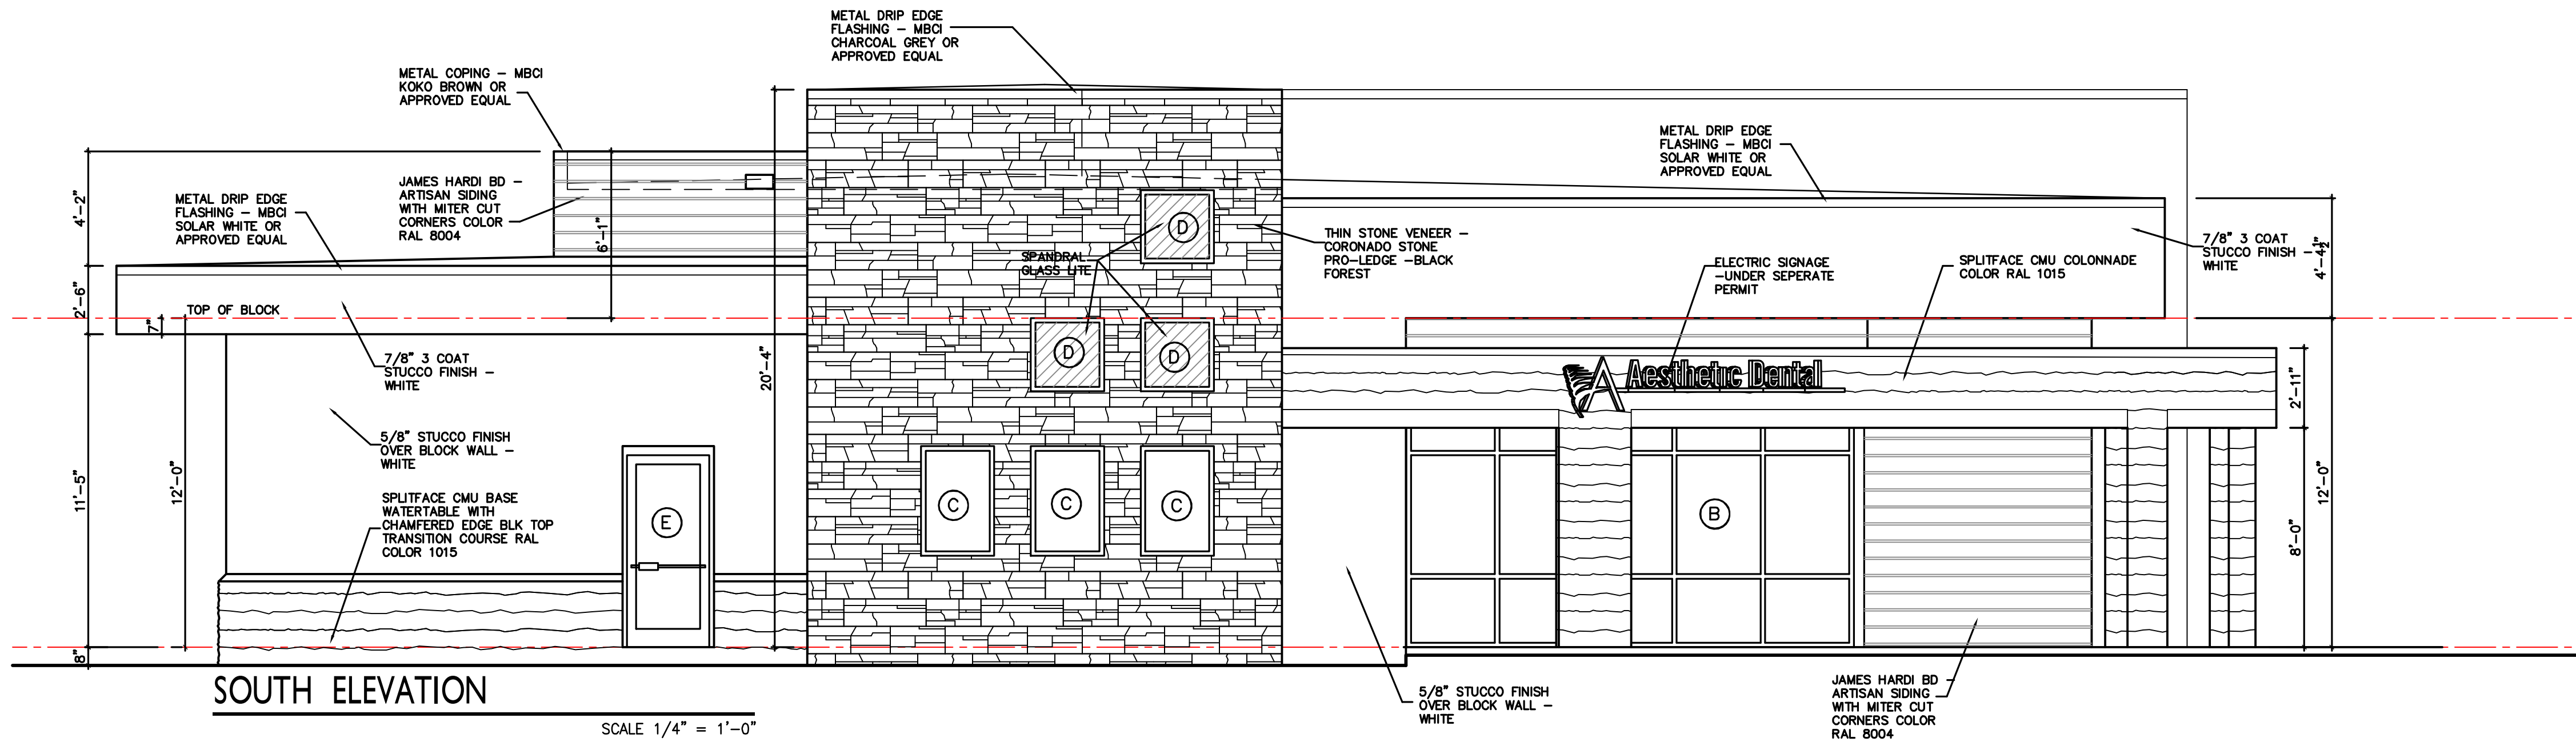 METAL DRIP EDGE
FLASHING – MBCI
CHARCOAL GREY OR
APPROVED EQUAL
METAL COPING – MBCI
KOKO BROWN OR
APPROVED EQUAL
METAL DRIP EDGE
FLASHING – MBCI
SOLAR WHITE OR
APPROVED EQUAL
JAMES HARDI BD –
ARTISAN SIDING
WITH MITER CUT
CORNERS COLOR
RAL 8004
METAL DRIP EDGE
FLASHING – MBCI
SOLAR WHITE OR
APPROVED EQUAL
4'-2"
6'-1"
2'-6"
7"
TOP OF BLOCK
7/8" 3 COAT
STUCCO FINISH –
WHITE
5/8" STUCCO FINISH
OVER BLOCK WALL –
WHITE
SPLITFACE CMU BASE
WATERTABLE WITH
CHAMFERED EDGE BLK TOP
TRANSITION COURSE RAL
COLOR 1015
11'-5"
12'-0"
8"
20'-4"
E
SPANDRAL
GLASS LITE
D
D
D
C
C
C
THIN STONE VENEER –
CORONADO STONE
PRO-LEDGE –BLACK
FOREST
ELECTRIC SIGNAGE
–UNDER SEPERATE
PERMIT
SPLITFACE CMU COLONNADE
COLOR RAL 1015
7/8" 3 COAT
STUCCO FINISH –
WHITE
4'-4½"
A Aesthetic Dental
B
2'-11"
12'-0"
8'-0"
5/8" STUCCO FINISH
OVER BLOCK WALL –
WHITE
JAMES HARDI BD –
ARTISAN SIDING
WITH MITER CUT
CORNERS COLOR
RAL 8004
SOUTH ELEVATION
SCALE 1/4" = 1'-0"